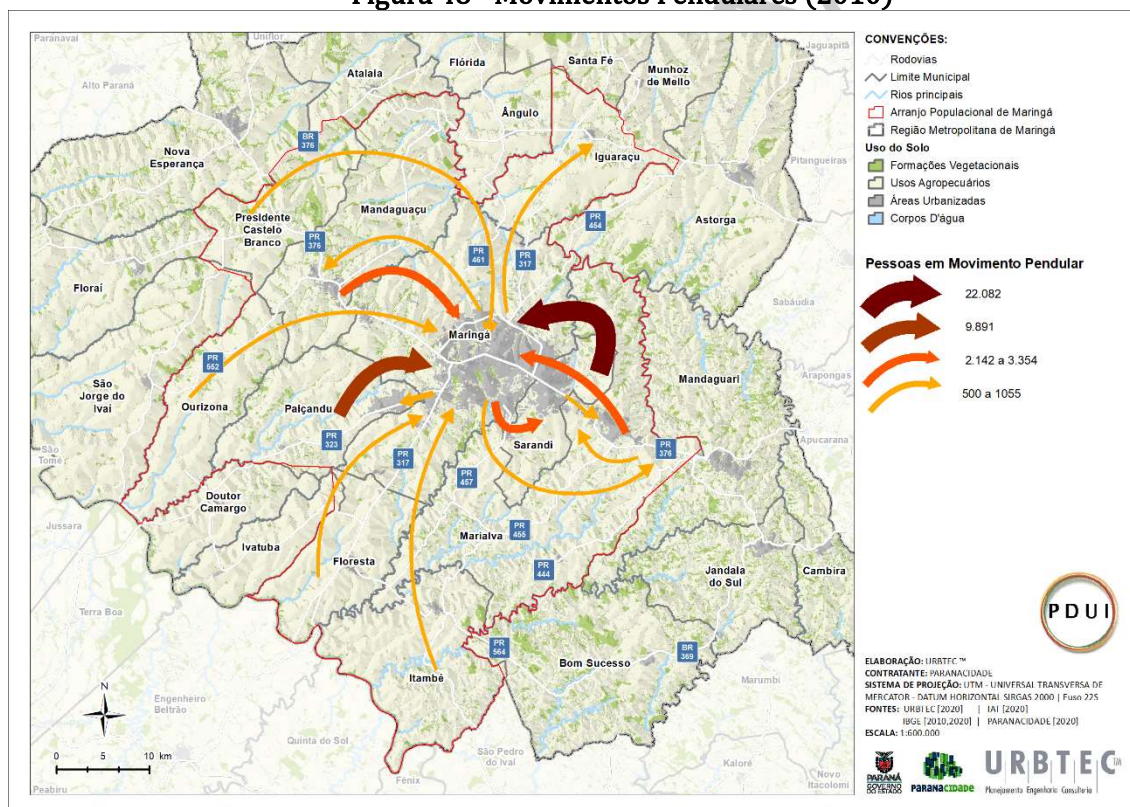 Figura 48 - Movimentos Pendulares (2010)
Paranavaí
Uniflor
Alto Paraná
Atalaia
Flórida
Santa Fé
Munhoz
de Mello
Jaguapitã
Ângulo
Nova
Esperança
BR
376
Iguaraçu
Pitangueiras
Presidente
Castelo
Branco
Mandaguaçu
PR
376
PR
461
PR
317
PR
454
Astorga
Floraí
Sabáudia
Maringá
PR
552
Mandaguari
Arapongas
São
Jorge do
Ivaí
Ourizona
Paiçandu
Sarandi
São
Tomé
PR
323
PR
317
PR
376
Apucarana
PR
457
Doutor
Camargo
Jussara
Ivatuba
Floresta
Marialva
PR
455
PR
444
Jandaia
do Sul
Cambira
Terra Boa
PR
564
Bom Sucesso
BR
369
Itambé
Marumbi
Engenheiro
Beltrão
Quinta do Sol
São Pedro
do Ivaí
Kaloré
Novo
Itacolomi
Fênix
Peabiru
N
0 5 10 km
CONVENÇÕES:
Rodovias
Limite Municipal
Rios principais
Arranjo Populacional de Maringá
Região Metropolitana de Maringá
Uso do Solo
Formações Vegetacionais
Usos Agropecuários
Áreas Urbanizadas
Corpos D'água
Pessoas em Movimento Pendular
22.082
9.891
2.142 a 3.354
500 a 1055
PDUI
ELABORAÇÃO: URBTEC ™
CONTRATANTE: PARANACIDADE
SISTEMA DE PROJEÇÃO: UTM - UNIVERSAL TRANSVERSA DE
MERCATOR - DATUM HORIZONTAL SIRGAS 2000 | Fuso 22S
FONTES: URBTEC [2020] | IAT [2020]
IBGE [2010,2020] | PARANACIDADE [2020]
ESCALA: 1:600.000
PARANÁ
GOVERNO
DO ESTADO
PARANACIDADE
URBTEC TM
Planejamento Engenharia Consultoria